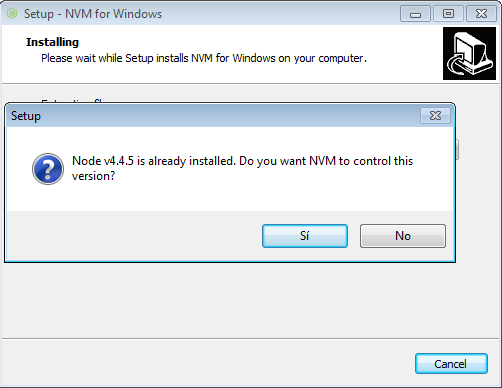 Setup - NVM for Windows
Installing
Please wait while Setup installs NVM for Windows on your computer.
Setup
Node v4.4.5 is already installed. Do you want NVM to control this
version?
Sí
No
Cancel